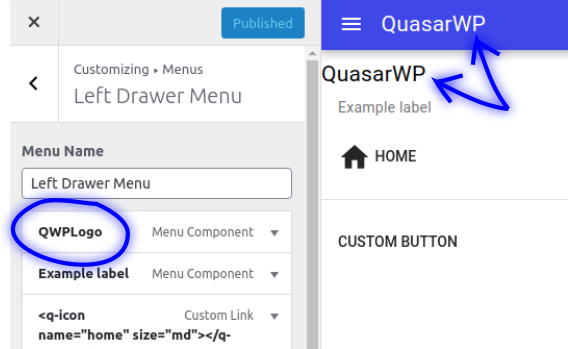 ×
Published
Customizing ▸ Menus
Left Drawer Menu
Menu Name
Left Drawer Menu
QWPLogo Menu Component
Example label Menu Component
<q-icon Custom Link
name="home" size="md"></q-
QuasarWP
QuasarWP
Example label
HOME
CUSTOM BUTTON